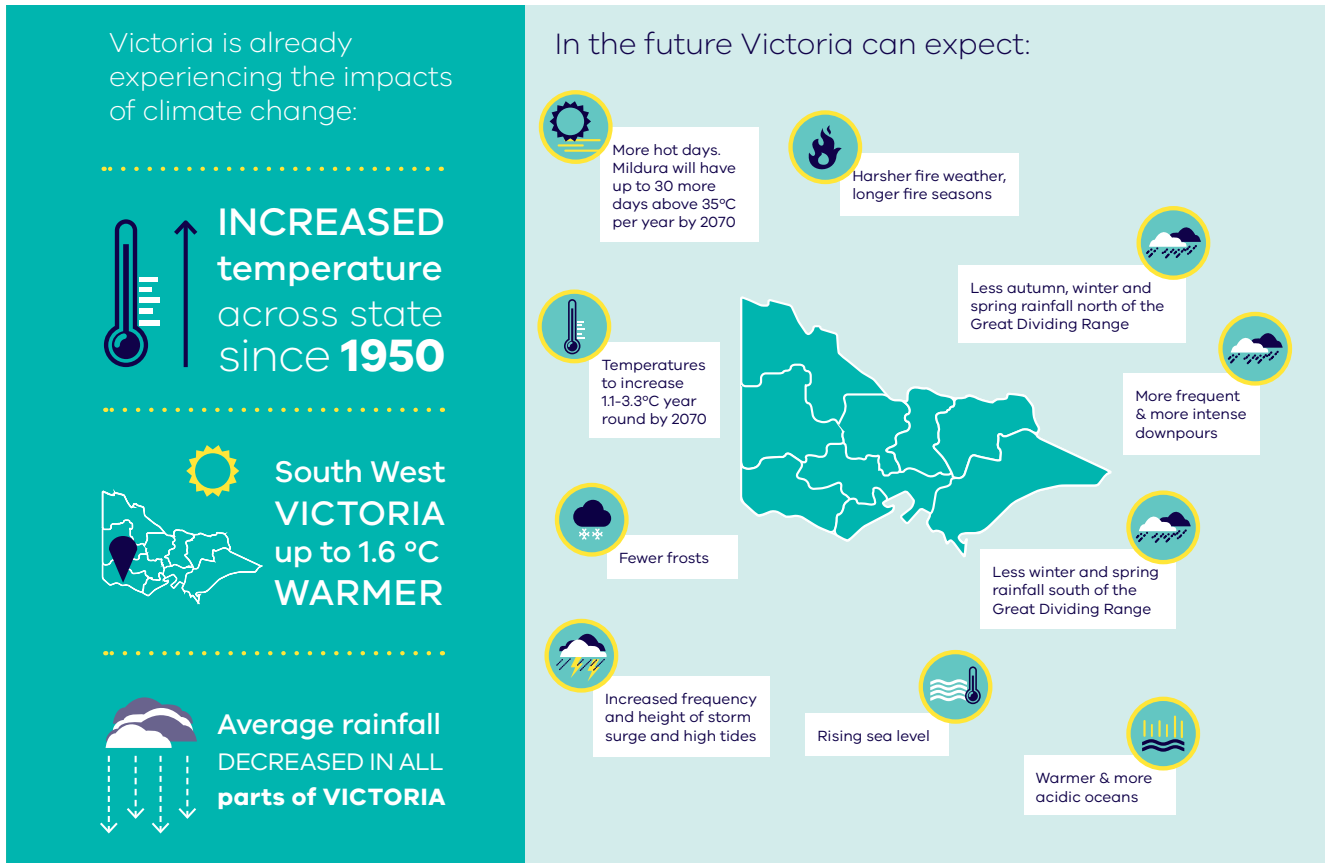 Victoria is already
experiencing the impacts
of climate change:
INCREASED
temperature
across state
since 1950
South West
VICTORIA
up to 1.6 °C
WARMER
Average rainfall
DECREASED IN ALL
parts of VICTORIA
In the future Victoria can expect:
More hot days.
Mildura will have
up to 30 more
days above 35°C
per year by 2070
Harsher fire weather,
longer fire seasons
Less autumn, winter and
spring rainfall north of the
Great Dividing Range
Temperatures
to increase
1.1-3.3°C year
round by 2070
More frequent
& more intense
downpours
Fewer frosts
Less winter and spring
rainfall south of the
Great Dividing Range
Increased frequency
and height of storm
surge and high tides
Rising sea level
Warmer & more
acidic oceans